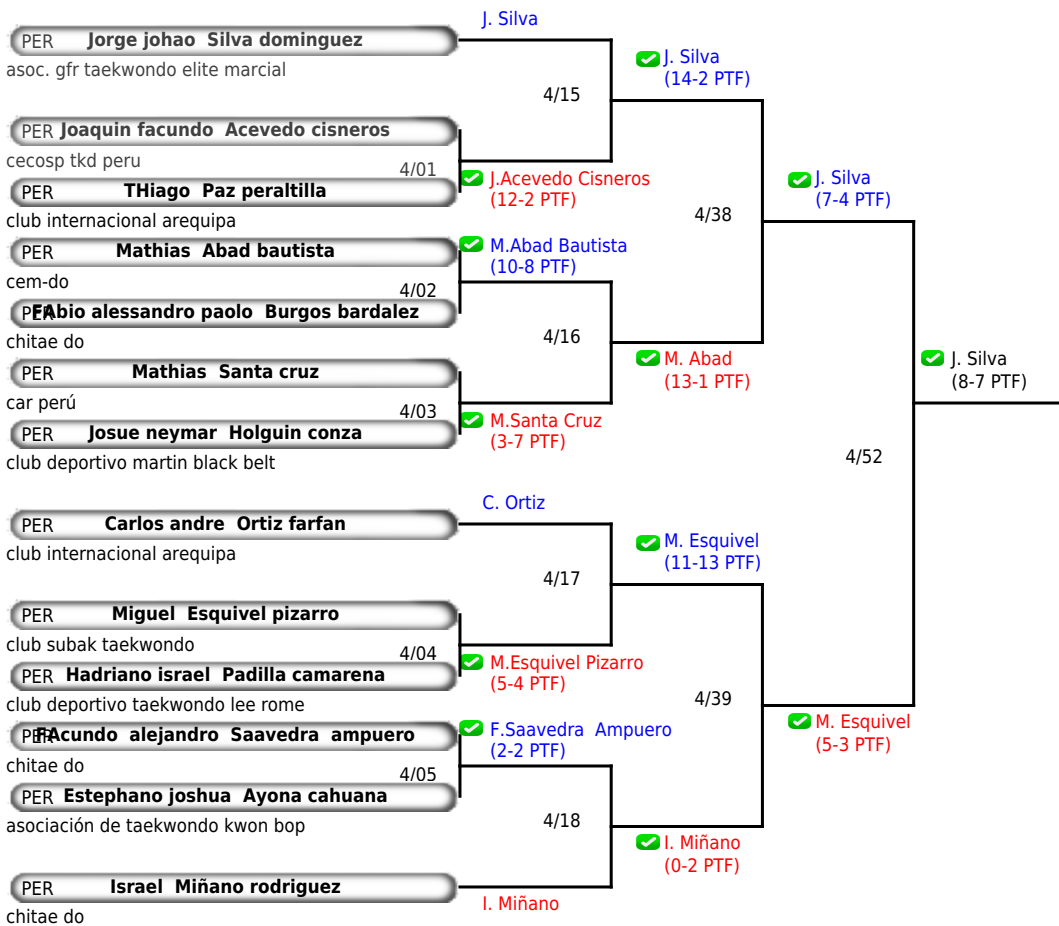 J. Silva
PER Jorge johao Silva dominguez
asoc. gfr taekwondo elite marcial
J. Silva
(14-2 PTF)
4/15
PER Joaquin facundo Acevedo cisneros
cecosp tkd peru
4/01
J.Acevedo Cisneros
(12-2 PTF)
PER THiago Paz peraltilla
club internacional arequipa
J. Silva
(7-4 PTF)
4/38
PER Mathias Abad bautista
cem-do
M.Abad Bautista
(10-8 PTF)
4/02
PER FAbio alessandro paolo Burgos bardalez
chitae do
4/16
M. Abad
(13-1 PTF)
J. Silva
(8-7 PTF)
PER Mathias Santa cruz
car perú
4/03
M.Santa Cruz
(3-7 PTF)
PER Josue neymar Holguin conza
club deportivo martin black belt
4/52
C. Ortiz
PER Carlos andre Ortiz farfan
club internacional arequipa
M. Esquivel
(11-13 PTF)
4/17
PER Miguel Esquivel pizarro
club subak taekwondo
4/04
M.Esquivel Pizarro
(5-4 PTF)
PER Hadriano israel Padilla camarena
club deportivo taekwondo lee rome
4/39
M. Esquivel
(5-3 PTF)
PER FAcundo alejandro Saavedra ampuero
chitae do
F.Saavedra Ampuero
(2-2 PTF)
4/05
PER Estephano joshua Ayona cahuana
asociación de taekwondo kwon bop
4/18
I. Miñano
(0-2 PTF)
PER Israel Miñano rodriguez
chitae do
I. Miñano